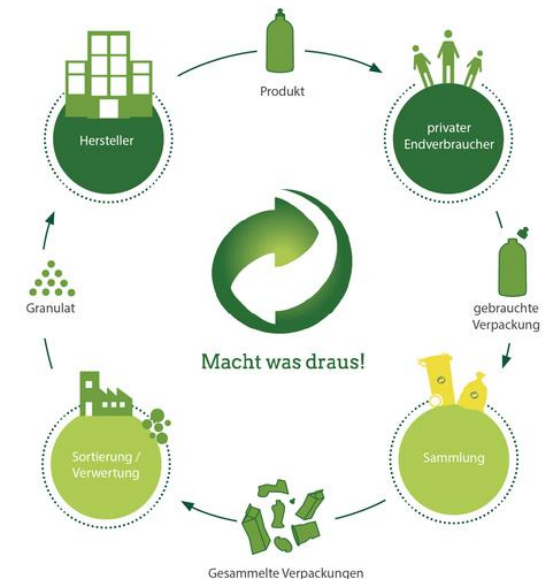 Produkt
Hersteller
privater
Endverbraucher
Granulat
gebrauchte
Verpackung
Macht was draus!
Sortierung /
Verwertung
Sammlung
Gesammelte Verpackungen